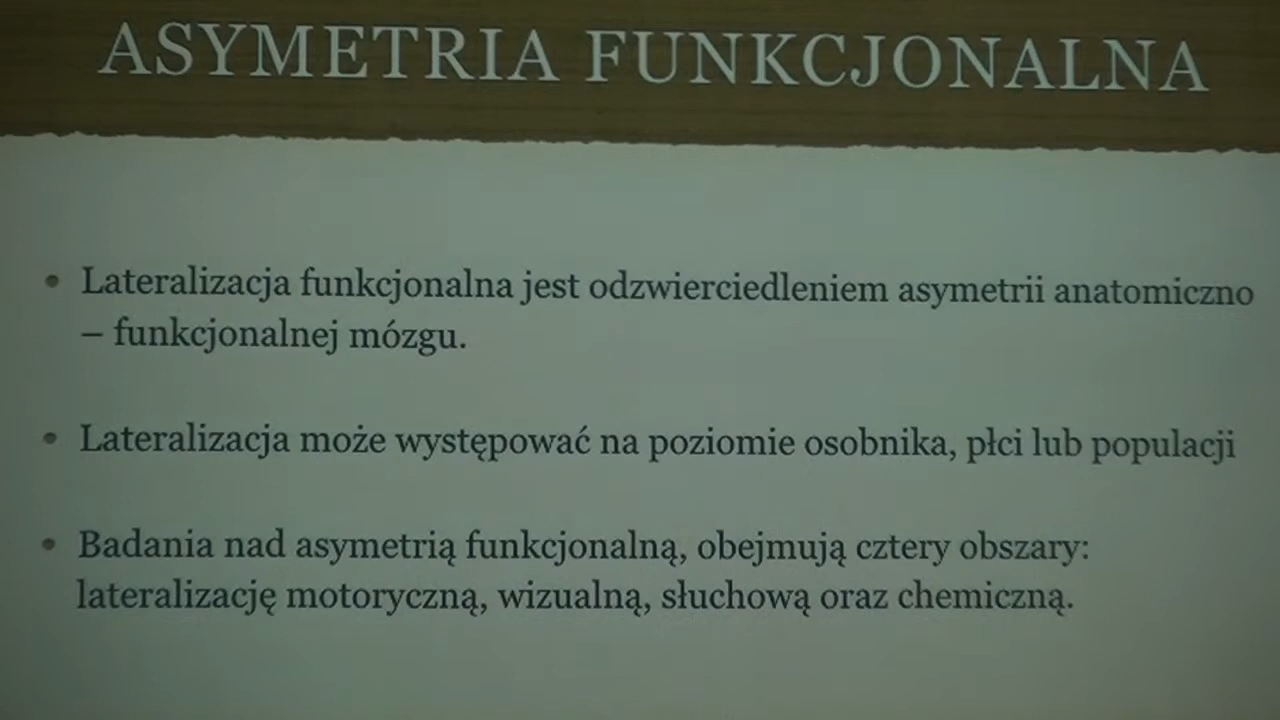 ASYMETRIA FUNKCJONALNA
• Lateralizacja funkcjonalna jest odzwierciedleniem asymetrii anatomiczno
– funkcjonalnej mózgu.
• Lateralizacja może występować na poziomie osobnika, płci lub populacji
• Badania nad asymetrią funkcjonalną, obejmują cztery obszary:
lateralizację motoryczną, wizualną, słuchową oraz chemiczną.